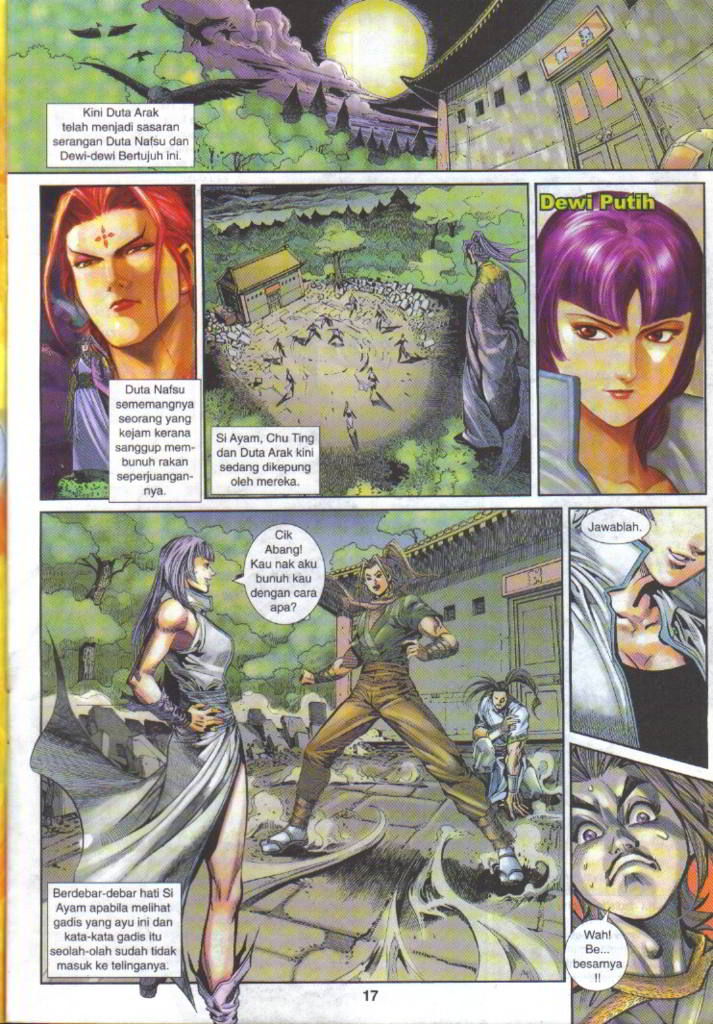 Kini Duta Arak
telah menjadi sasaran
serangan Duta Nafsu dan
Dewi-dewi Bertujuh ini.
Duta Nafsu
sememangnya
seorang yang
kejam kerana
sanggup mem-
bunuh rakan
seperjuangan-
nya.
Si Ayam, Chu Ting
dan Duta Arak kini
sedang dikepung
oleh mereka.
Dewi Putih
Cik
Abang!
Kau nak aku
bunuh kau
dengan cara
apa?
Berdebar-debar hati Si
Ayam apabila melihat
gadis yang ayu ini dan
kata-kata gadis itu
seolah-olah sudah tidak
masuk ke telinganya.
Jawablah.
Wah!
Be...
besarnya
!!
17